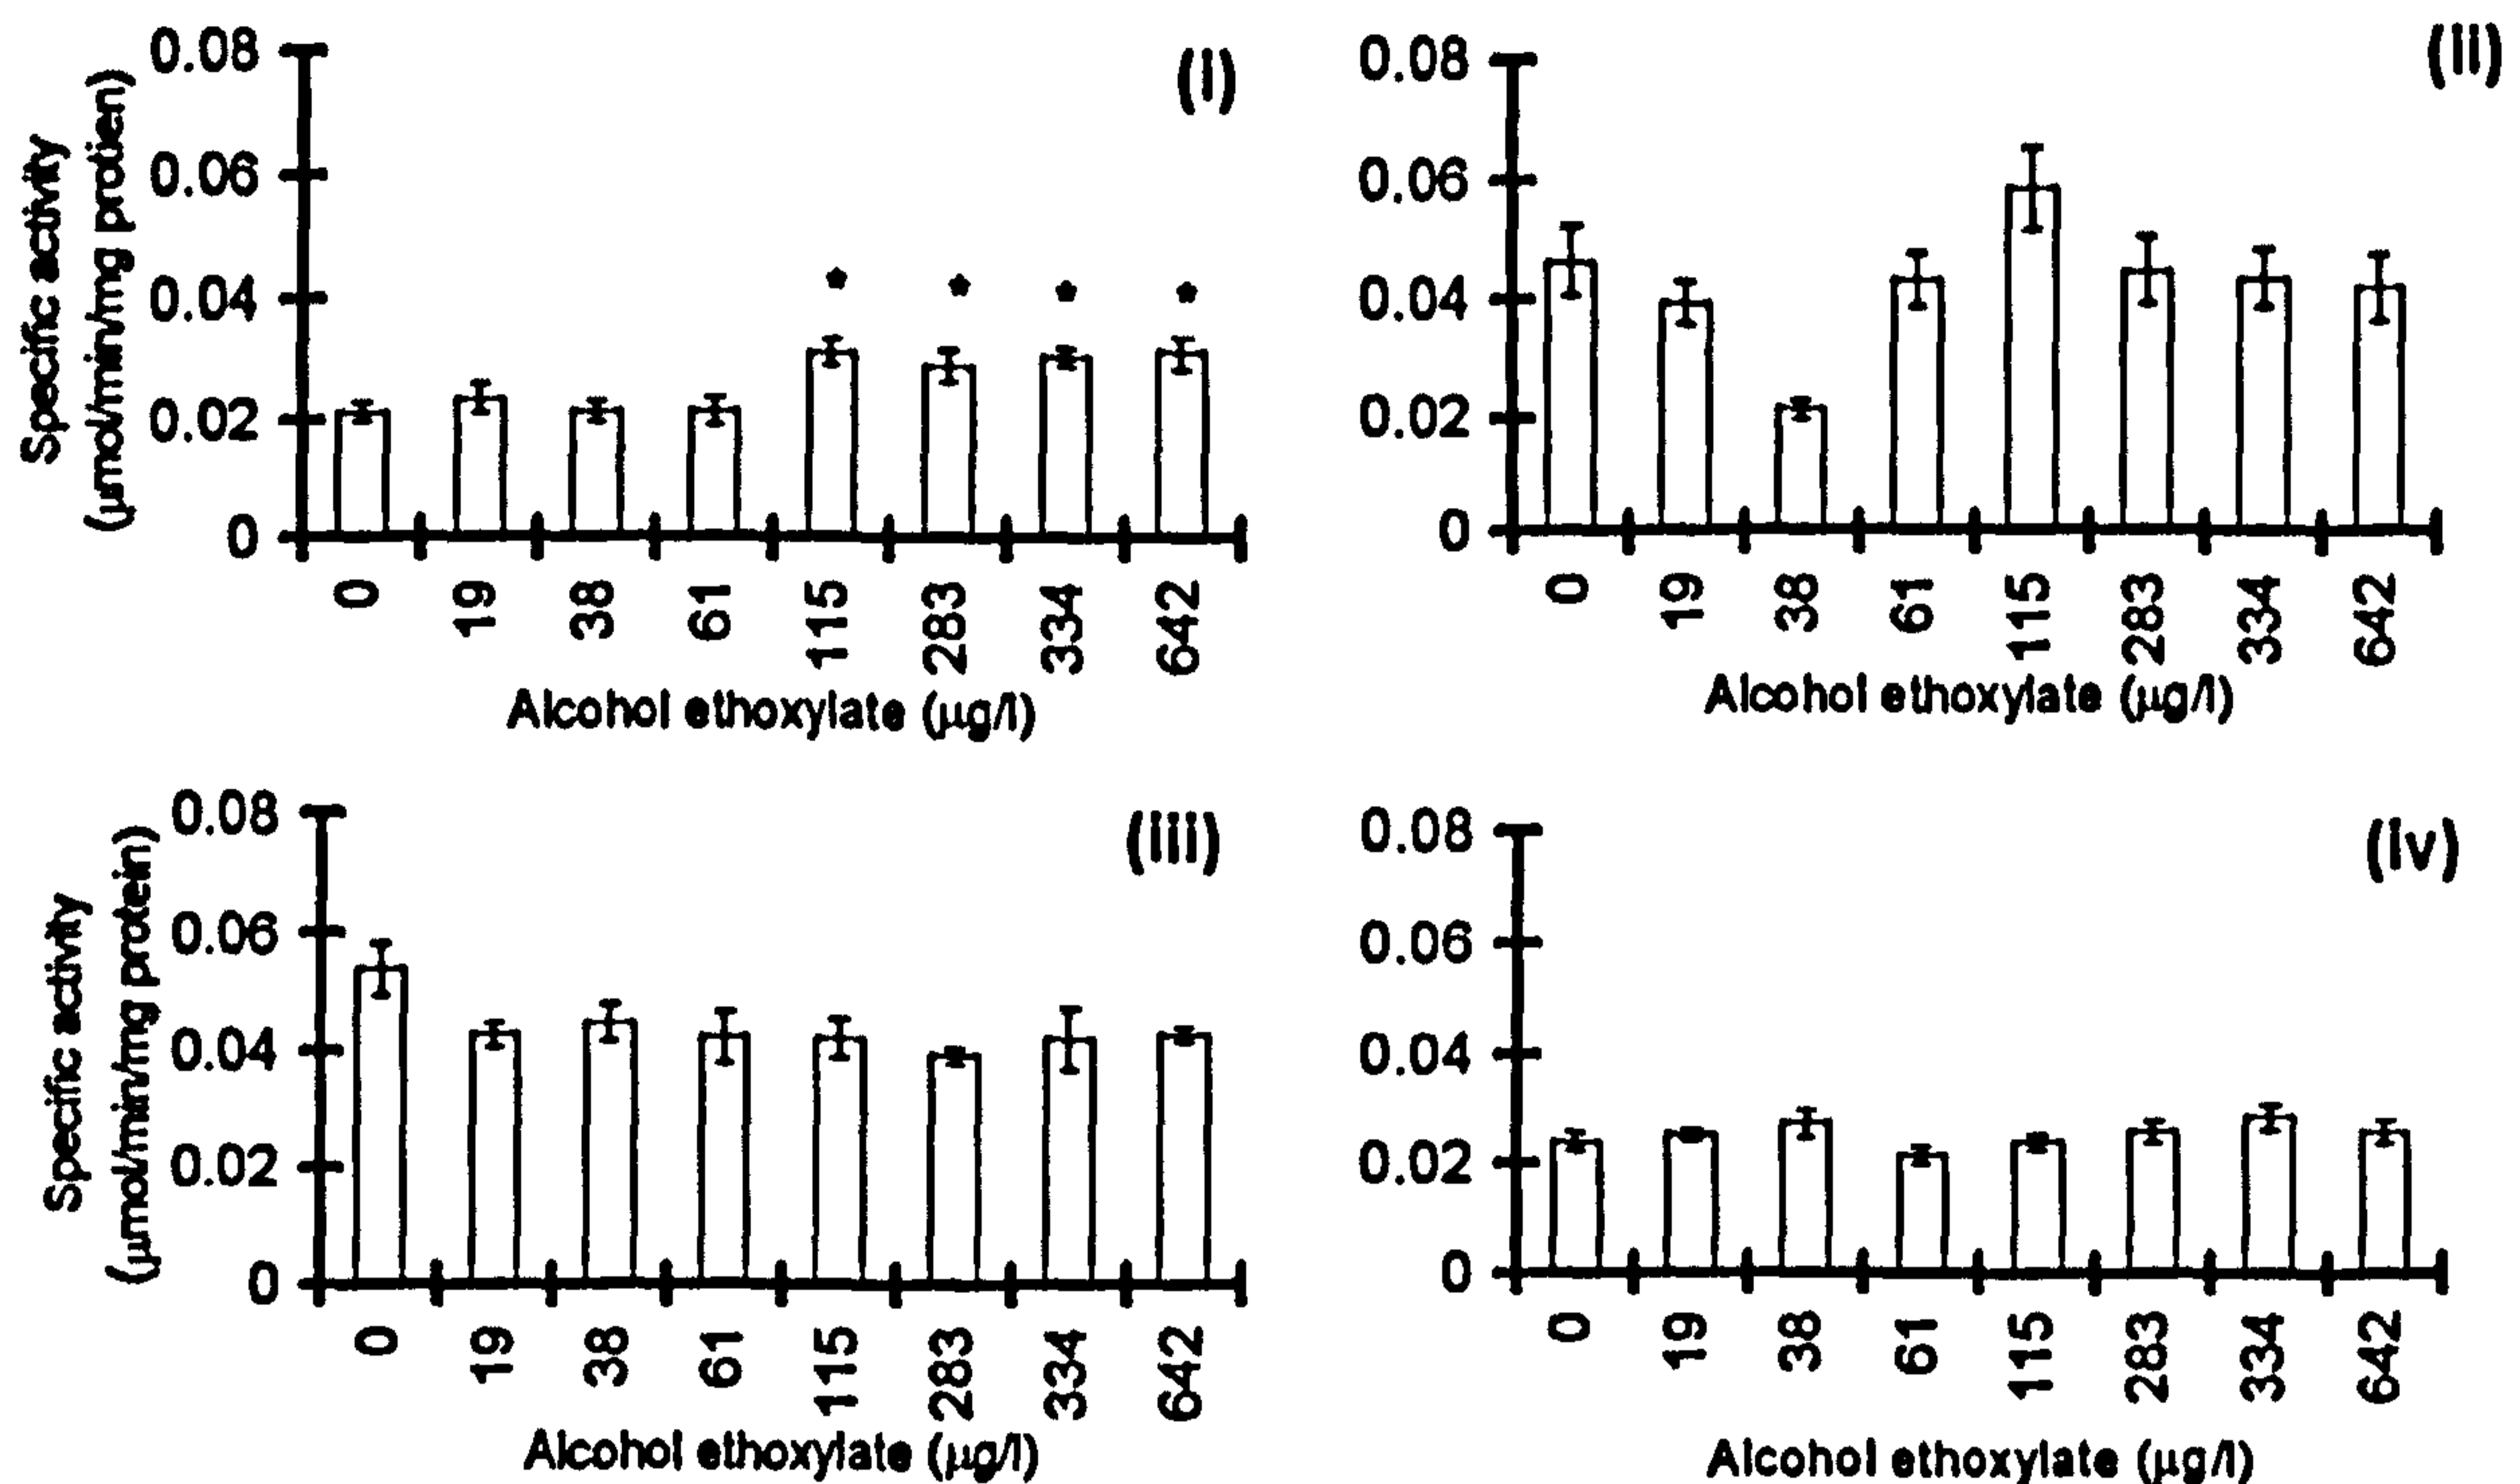 (i)
Specific activity
(µmol/min/mg protien)
0.08
0.06
0.04
0.02
0
0 19 38 61 115 283 334 642
Alcohol ethoxylate (µg/l)
(ii)
0.08
0.06
0.04
0.02
0
0 19 38 61 115 283 334 642
Alcohol ethoxylate (µg/l)
(iii)
Specific activity
(µmol/min/mg protein)
0.08
0.06
0.04
0.02
0
0 19 38 61 115 283 334 642
Alcohol ethoxylate (µg/l)
(iv)
0.08
0.06
0.04
0.02
0
0 19 38 61 115 283 334 642
Alcohol ethoxylate (µg/l)